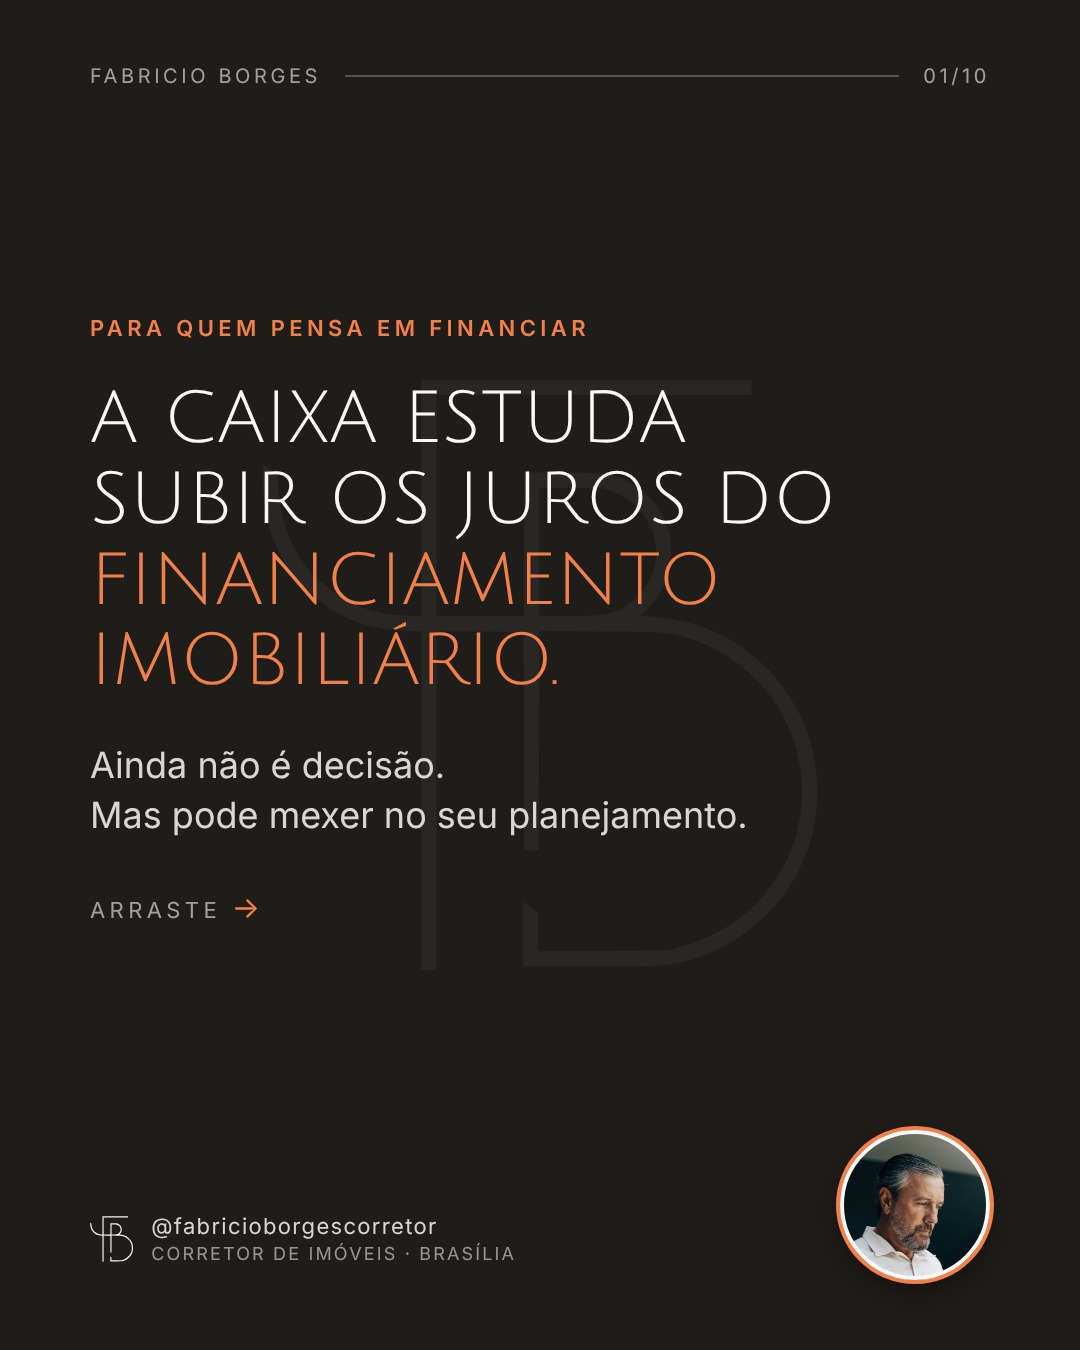 FABRICIO BORGES
01/10
PARA QUEM PENSA EM FINANCIAR
A CAIXA ESTUDA
SUBIR OS JUROS DO
FINANCIAMENTO
IMOBILIÁRIO.
Ainda não é decisão.
Mas pode mexer no seu planejamento.
ARRASTE →
@fabricioborgescorretor
CORRETOR DE IMÓVEIS · BRASÍLIA